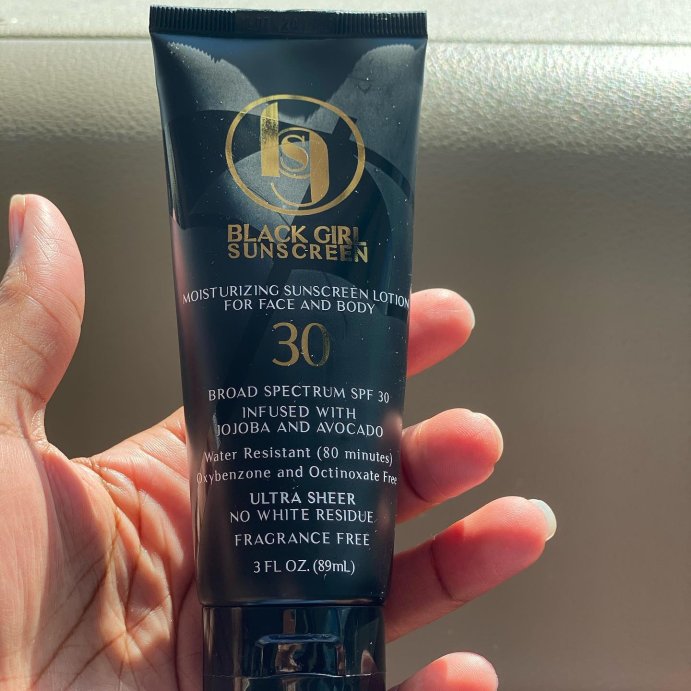 bsg
BLACK GIRL
SUNSCREEN
MOISTURIZING SUNSCREEN LOTION
FOR FACE AND BODY
30
BROAD SPECTRUM SPF 30
INFUSED WITH
JOJOBA AND AVOCADO
Water Resistant (80 minutes)
Oxybenzone and Octinoxate Free
ULTRA SHEER
NO WHITE RESIDUE
FRAGRANCE FREE
3 FL OZ. (89mL)